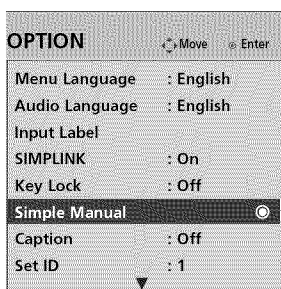 OPTION Move Enter
Menu Language : English
Audio Language : English
Input Label
SIMPLINK : On
Key Lock : Off
Simple Manual
Caption : Off
Set ID : 1